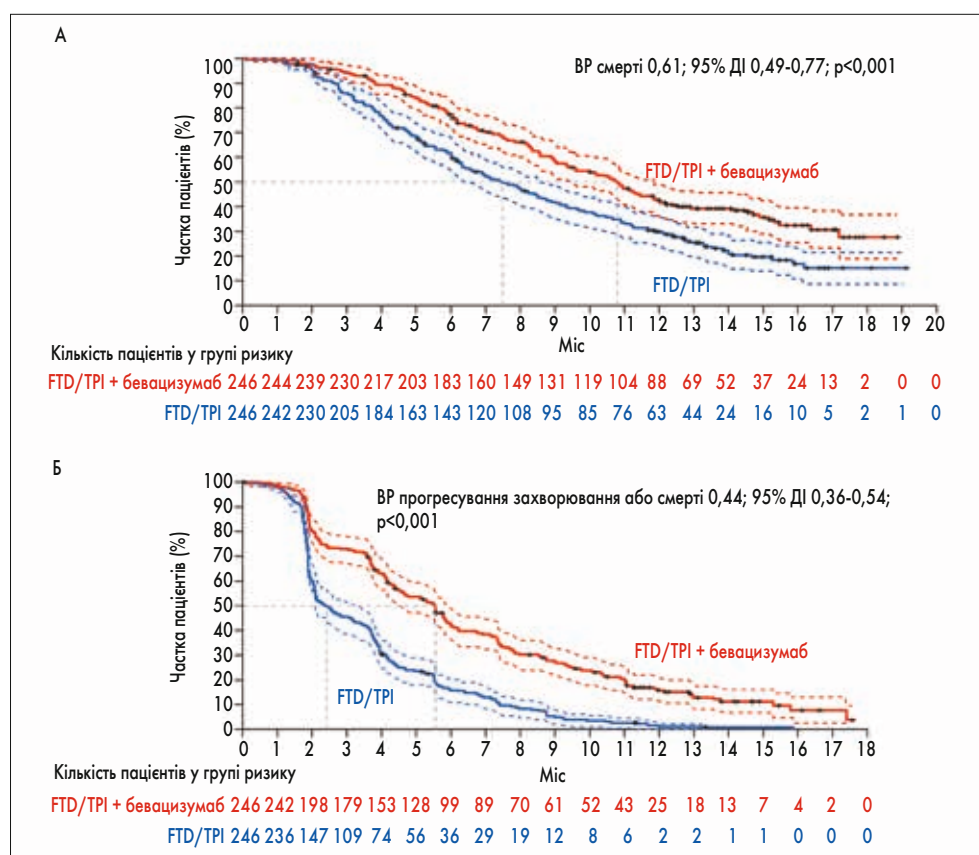 А
ВР смерті 0,61; 95% ДІ 0,49-0,77; p<0,001
Частка пацієнтів (%)
100
90
80
70
60
50
40
30
20
10
0
FTD/TPI + бевацизумаб
FTD/TPI
0 1 2 3 4 5 6 7 8 9 10 11 12 13 14 15 16 17 18 19 20
Міс
Кількість пацієнтів у групі ризику
FTD/TPI + бевацизумаб 246 244 239 230 217 203 183 160 149 131 119 104 88 69 52 37 24 13 2 0 0
FTD/TPI 246 242 230 205 184 163 143 120 108 95 85 76 63 44 24 16 10 5 2 1 0
Б
ВР прогресування захворювання або смерті 0,44; 95% ДІ 0,36-0,54;
p<0,001
Частка пацієнтів (%)
100
90
80
70
60
50
40
30
20
10
0
FTD/TPI + бевацизумаб
FTD/TPI
0 1 2 3 4 5 6 7 8 9 10 11 12 13 14 15 16 17 18
Міс
Кількість пацієнтів у групі ризику
FTD/TPI + бевацизумаб 246 242 198 179 153 128 99 89 70 61 52 43 25 18 13 7 4 2 0
FTD/TPI 246 236 147 109 74 56 36 29 19 12 8 6 2 2 1 1 0 0 0